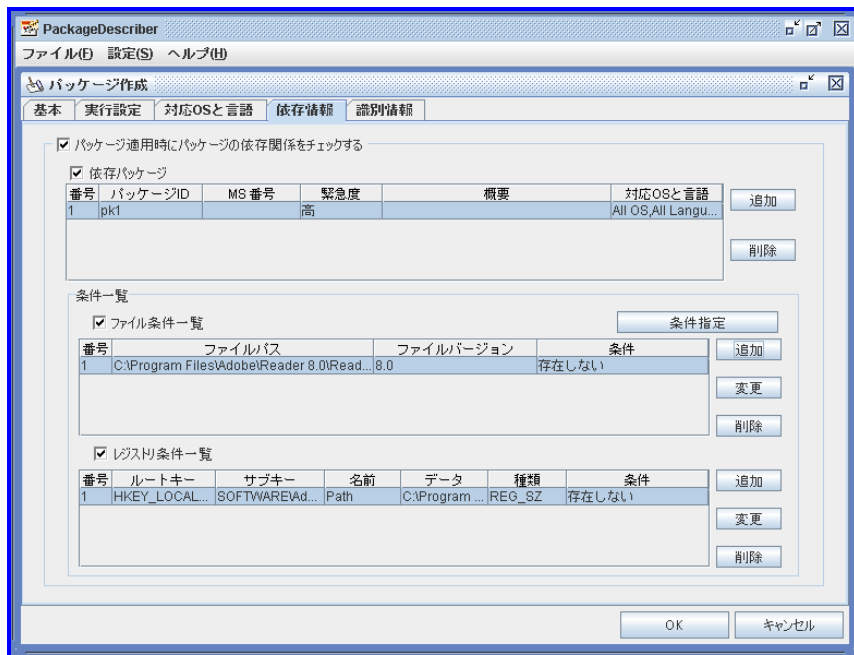 PackageDescriber
ファイル(F) 設定(S) ヘルプ(H)
パッケージ作成
基本 実行設定 対応OSと言語 依存情報 識別情報
パッケージ適用時にパッケージの依存関係をチェックする
依存パッケージ
番号 パッケージID MS番号 緊急度 概要 対応OSと言語
1 pk1 高 All OS,All Langu...
追加
削除
条件一覧
ファイル条件一覧
条件指定
番号 ファイルパス ファイルバージョン 条件
1 C:\Program Files\Adobe\Reader 8.0\Read... 8.0 存在しない
追加
変更
削除
レジストリ条件一覧
番号 ルートキー サブキー 名前 データ 種類 条件
1 HKEY_LOCAL... SOFTWARE\Ad... Path C:\Program ... REG_SZ 存在しない
追加
変更
削除
OK キャンセル